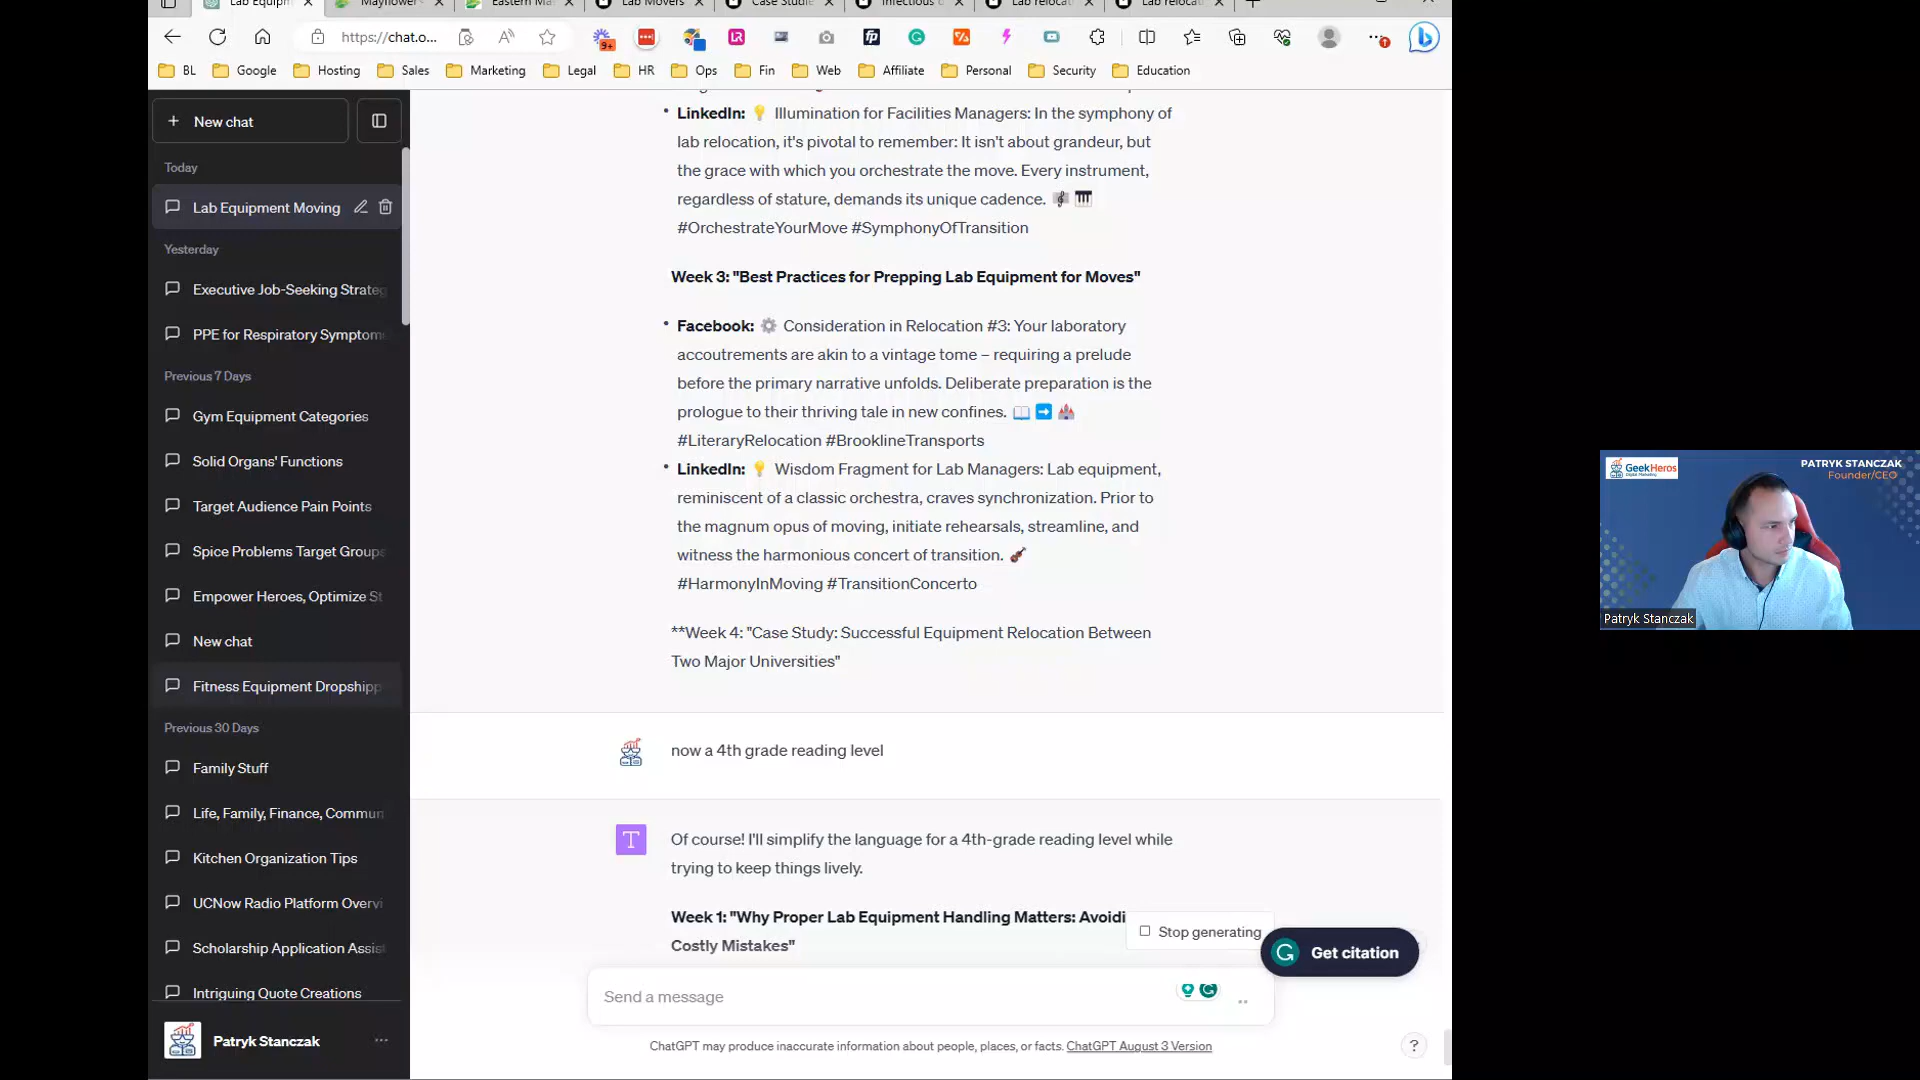 Lab Equipm
Mayflower
Eastern Ma
Lab Movers
Case Studie
Infectious
Lab relocat
Lab relocat
https://chat.o...
9+
BL
Google
Hosting
Sales
Marketing
Legal
HR
Ops
Fin
Web
Affiliate
Personal
Security
Education
New chat
Today
Lab Equipment Moving
Yesterday
Executive Job-Seeking Strateg
PPE for Respiratory Symptom
Previous 7 Days
Gym Equipment Categories
Solid Organs' Functions
Target Audience Pain Points
Spice Problems Target Groups
Empower Heroes, Optimize St
New chat
Fitness Equipment Dropshipp
Previous 30 Days
Family Stuff
Life, Family, Finance, Commun
Kitchen Organization Tips
UCNow Radio Platform Overvi
Scholarship Application Assis
Intriguing Quote Creations
Patryk Stanczak
LinkedIn: 💡 Illumination for Facilities Managers: In the symphony of
lab relocation, it's pivotal to remember: It isn't about grandeur, but
the grace with which you orchestrate the move. Every instrument,
regardless of stature, demands its unique cadence. 🎼 🎹
#OrchestrateYourMove #SymphonyOfTransition
Week 3: "Best Practices for Prepping Lab Equipment for Moves"
Facebook: ⚙️ Consideration in Relocation #3: Your laboratory
accoutrements are akin to a vintage tome – requiring a prelude
before the primary narrative unfolds. Deliberate preparation is the
prologue to their thriving tale in new confines. 📖 ➡️ 🏰
#LiteraryRelocation #BrooklineTransports
LinkedIn: 💡 Wisdom Fragment for Lab Managers: Lab equipment,
reminiscent of a classic orchestra, craves synchronization. Prior to
the magnum opus of moving, initiate rehearsals, streamline, and
witness the harmonious concert of transition. 🎻
#HarmonyInMoving #TransitionConcerto
**Week 4: "Case Study: Successful Equipment Relocation Between
Two Major Universities"
now a 4th grade reading level
Of course! I'll simplify the language for a 4th-grade reading level while
trying to keep things lively.
Week 1: "Why Proper Lab Equipment Handling Matters: Avoidi
Costly Mistakes"
Stop generating
Get citation
Send a message
ChatGPT may produce inaccurate information about people, places, or facts. ChatGPT August 3 Version
?
GeekHeros
PATRYK STANCZAK
Founder/CEO
Patryk Stanczak